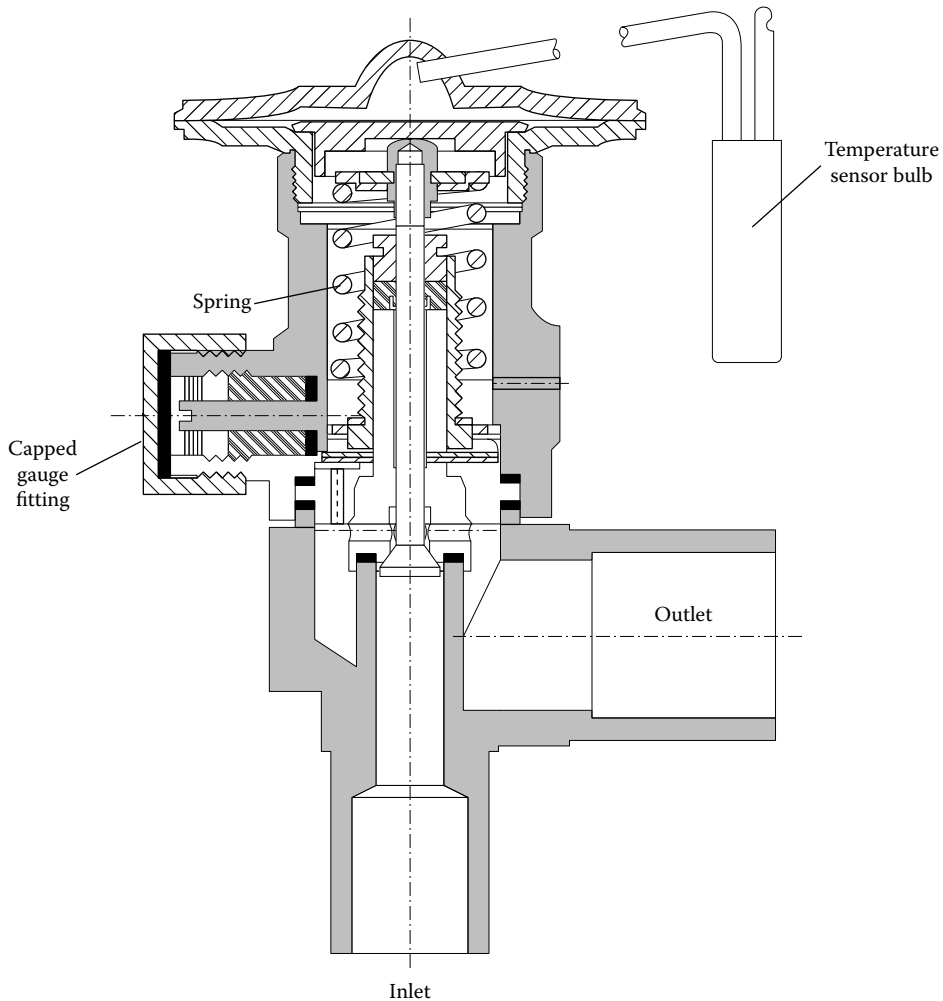 Temperature
sensor bulb
Spring
Capped
gauge
fitting
Outlet
Inlet